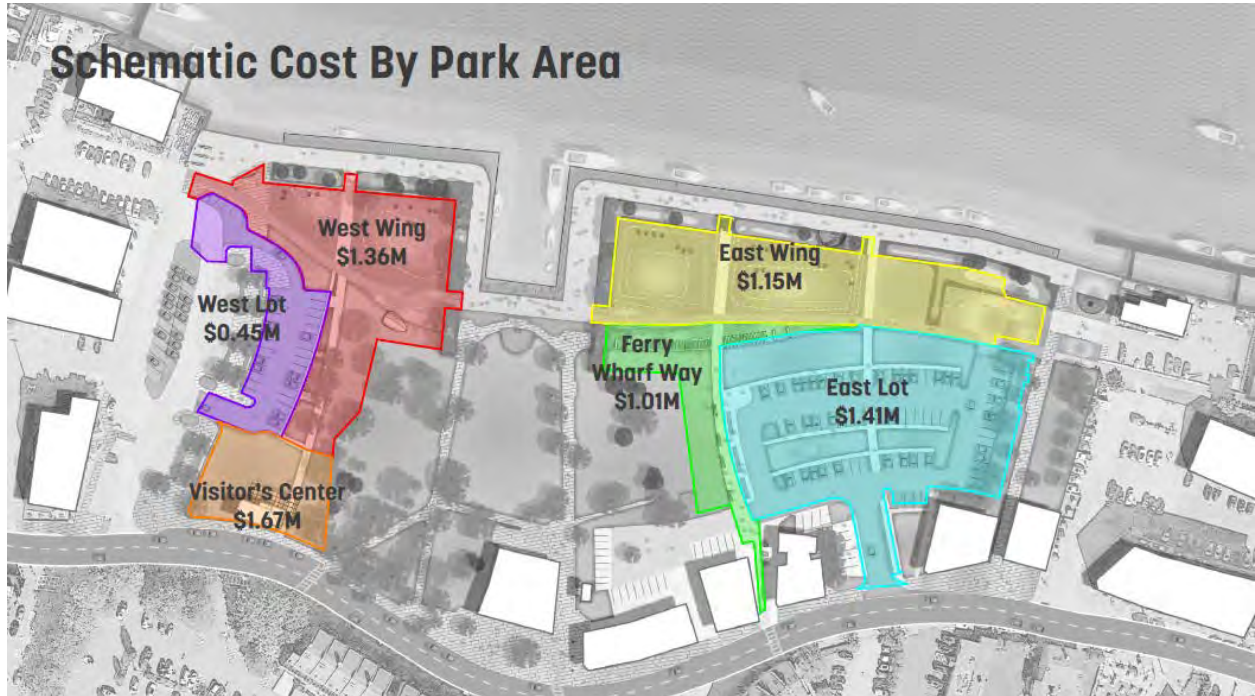 Schematic Cost By Park Area
West Wing
$1.36M
East Wing
$1.15M
West Lot
$0.45M
Ferry
Wharf Way
$1.01M
East Lot
$1.41M
Visitor's Center
$1.67M